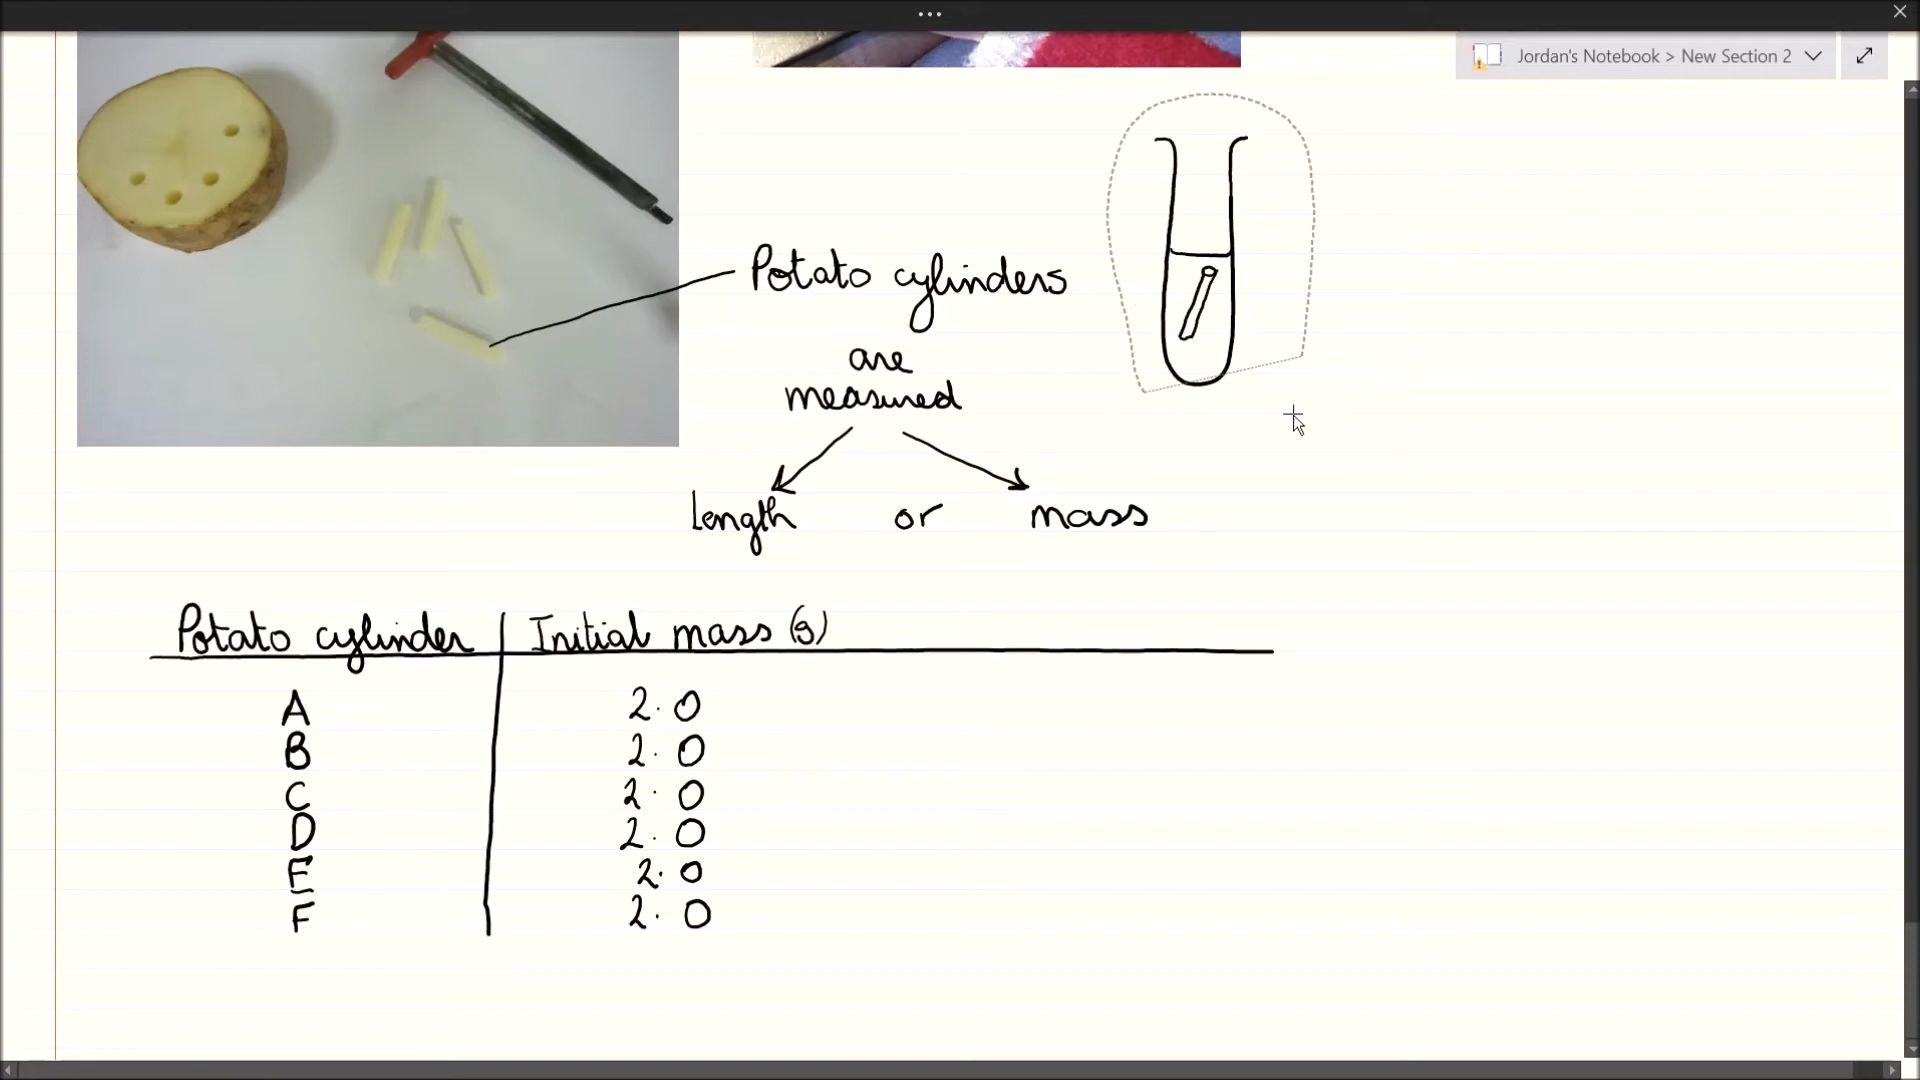 Jordan's Notebook > New Section 2
Potato cylinders
are
measured
length or mass
Potato cylinder Initial mass (g)
A 2.0
B 2.0
C 2.0
D 2.0
E 2.0
F 2.0